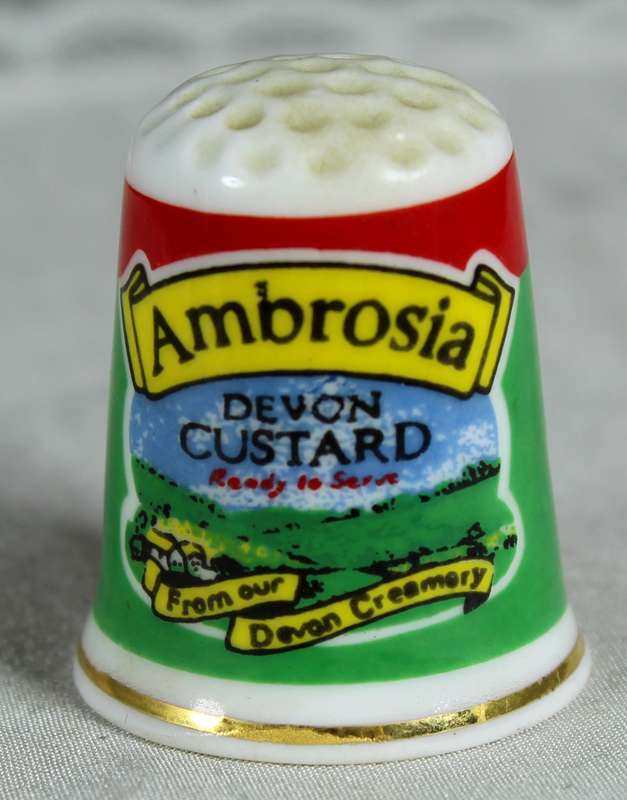 Ambrosia
DEVON
CUSTARD
Ready to Serve
From our
Devon Creamery